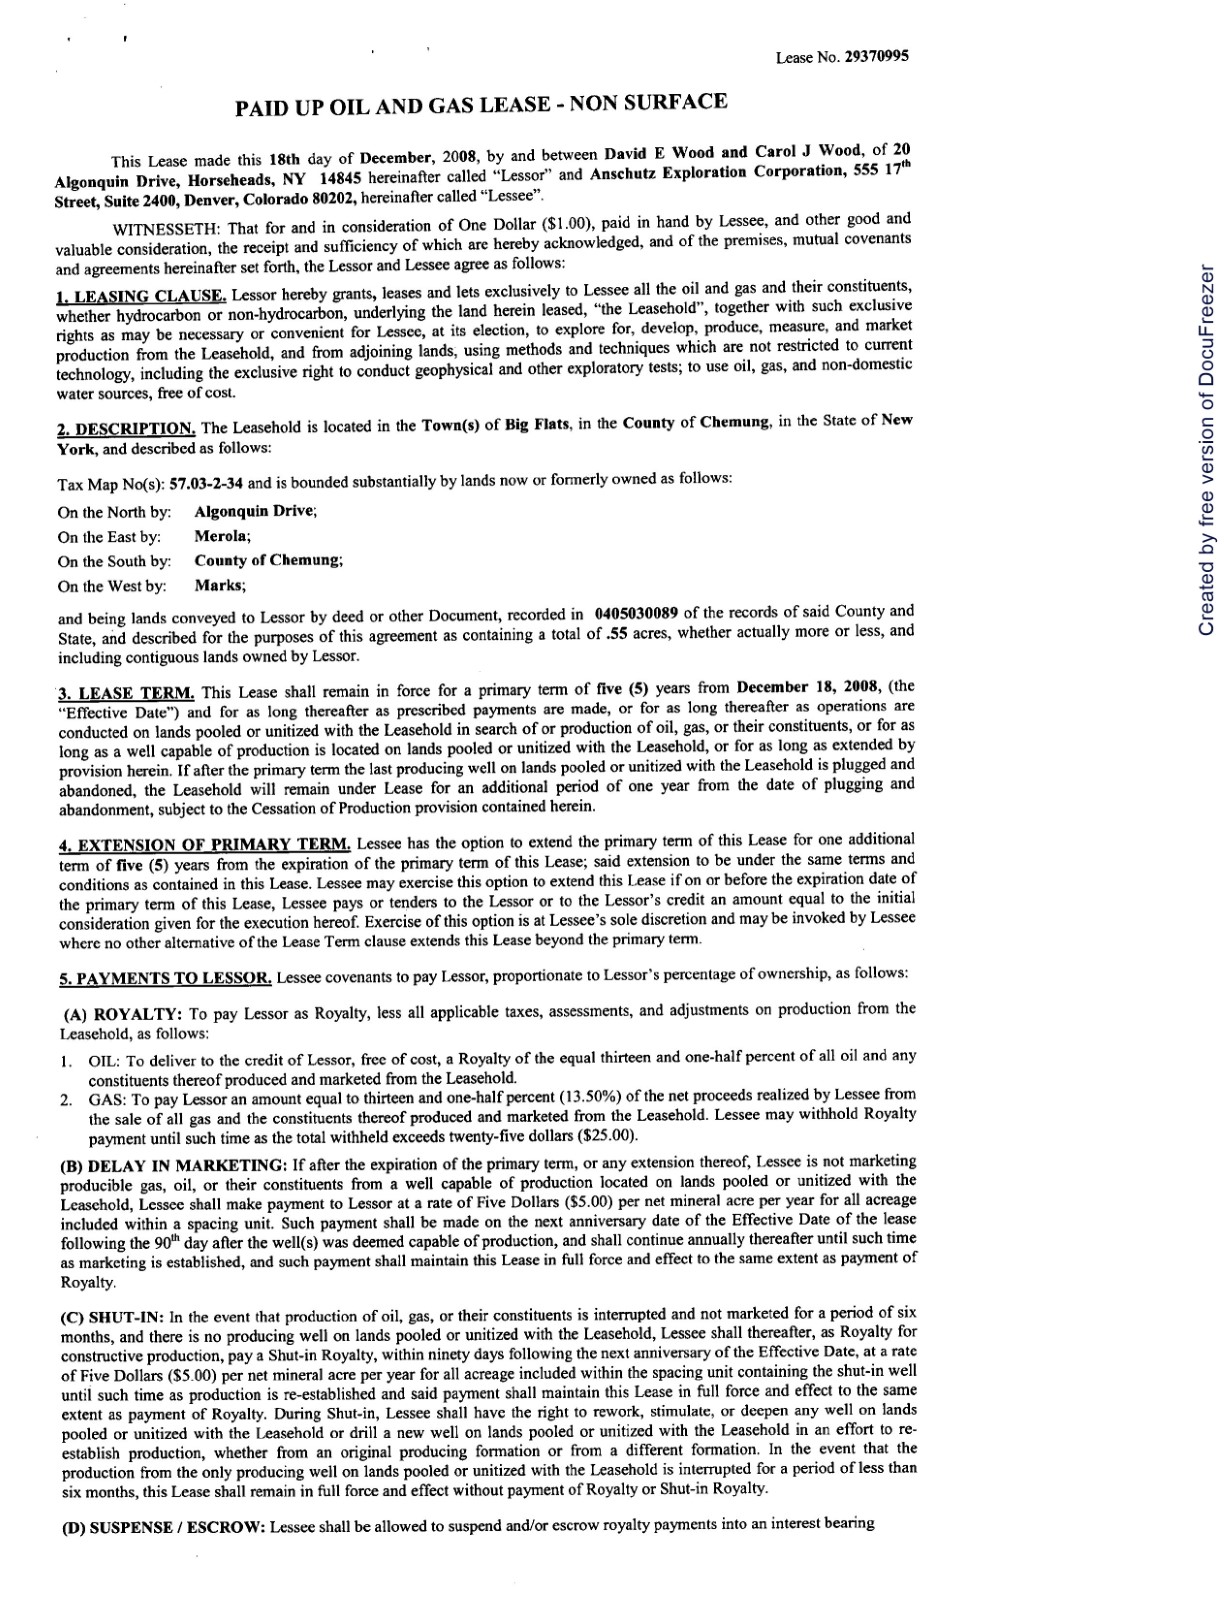 Lease No. 29370995
PAID UP OIL AND GAS LEASE - NON SURFACE
This Lease made this 18th day of December, 2008, by and between David E Wood and Carol J Wood, of 20
Algonquin Drive, Horseheads, NY 14845 hereinafter called “Lessor” and Anschutz Exploration Corporation, 555 17th
Street, Suite 2400, Denver, Colorado 80202, hereinafter called “Lessee”.
WITNESSETH: That for and in consideration of One Dollar ($1.00), paid in hand by Lessee, and other good and
valuable consideration, the receipt and sufficiency of which are hereby acknowledged, and of the premises, mutual covenants
and agreements hereinafter set forth, the Lessor and Lessee agree as follows:
1. LEASING CLAUSE. Lessor hereby grants, leases and lets exclusively to Lessee all the oil and gas and their constituents,
whether hydrocarbon or non-hydrocarbon, underlying the land herein leased, “the Leasehold”, together with such exclusive
rights as may be necessary or convenient for Lessee, at its election, to explore for, develop, produce, measure, and market
production from the Leasehold, and from adjoining lands, using methods and techniques which are not restricted to current
technology, including the exclusive right to conduct geophysical and other exploratory tests; to use oil, gas, and non-domestic
water sources, free of cost.
2. DESCRIPTION. The Leasehold is located in the Town(s) of Big Flats, in the County of Chemung, in the State of New
York, and described as follows:
Tax Map No(s): 57.03-2-34 and is bounded substantially by lands now or formerly owned as follows:
On the North by: Algonquin Drive;
On the East by: Merola;
On the South by: County of Chemung;
On the West by: Marks;
and being lands conveyed to Lessor by deed or other Document, recorded in 0405030089 of the records of said County and
State, and described for the purposes of this agreement as containing a total of .55 acres, whether actually more or less, and
including contiguous lands owned by Lessor.
3. LEASE TERM. This Lease shall remain in force for a primary term of five (5) years from December 18, 2008, (the
“Effective Date”) and for as long thereafter as prescribed payments are made, or for as long thereafter as operations are
conducted on lands pooled or unitized with the Leasehold in search of or production of oil, gas, or their constituents, or for as
long as a well capable of production is located on lands pooled or unitized with the Leasehold, or for as long as extended by
provision herein. If after the primary term the last producing well on lands pooled or unitized with the Leasehold is plugged and
abandoned, the Leasehold will remain under Lease for an additional period of one year from the date of plugging and
abandonment, subject to the Cessation of Production provision contained herein.
4. EXTENSION OF PRIMARY TERM. Lessee has the option to extend the primary term of this Lease for one additional
term of five (5) years from the expiration of the primary term of this Lease; said extension to be under the same terms and
conditions as contained in this Lease. Lessee may exercise this option to extend this Lease if on or before the expiration date of
the primary term of this Lease, Lessee pays or tenders to the Lessor or to the Lessor’s credit an amount equal to the initial
consideration given for the execution hereof. Exercise of this option is at Lessee’s sole discretion and may be invoked by Lessee
where no other alternative of the Lease Term clause extends this Lease beyond the primary term.
5. PAYMENTS TO LESSOR. Lessee covenants to pay Lessor, proportionate to Lessor’s percentage of ownership, as follows:
(A) ROYALTY: To pay Lessor as Royalty, less all applicable taxes, assessments, and adjustments on production from the
Leasehold, as follows:
1. OIL: To deliver to the credit of Lessor, free of cost, a Royalty of the equal thirteen and one-half percent of all oil and any
constituents thereof produced and marketed from the Leasehold.
2. GAS: To pay Lessor an amount equal to thirteen and one-half percent (13.50%) of the net proceeds realized by Lessee from
the sale of all gas and the constituents thereof produced and marketed from the Leasehold. Lessee may withhold Royalty
payment until such time as the total withheld exceeds twenty-five dollars ($25.00).
(B) DELAY IN MARKETING: If after the expiration of the primary term, or any extension thereof, Lessee is not marketing
producible gas, oil, or their constituents from a well capable of production located on lands pooled or unitized with the
Leasehold, Lessee shall make payment to Lessor at a rate of Five Dollars ($5.00) per net mineral acre per year for all acreage
included within a spacing unit. Such payment shall be made on the next anniversary date of the Effective Date of the lease
following the 90th day after the well(s) was deemed capable of production, and shall continue annually thereafter until such time
as marketing is established, and such payment shall maintain this Lease in full force and effect to the same extent as payment of
Royalty.
(C) SHUT-IN: In the event that production of oil, gas, or their constituents is interrupted and not marketed for a period of six
months, and there is no producing well on lands pooled or unitized with the Leasehold, Lessee shall thereafter, as Royalty for
constructive production, pay a Shut-in Royalty, within ninety days following the next anniversary of the Effective Date, at a rate
of Five Dollars ($5.00) per net mineral acre per year for all acreage included within the spacing unit containing the shut-in well
until such time as production is re-established and said payment shall maintain this Lease in full force and effect to the same
extent as payment of Royalty. During Shut-in, Lessee shall have the right to rework, stimulate, or deepen any well on lands
pooled or unitized with the Leasehold or drill a new well on lands pooled or unitized with the Leasehold in an effort to re-
establish production, whether from an original producing formation or from a different formation. In the event that the
production from the only producing well on lands pooled or unitized with the Leasehold is interrupted for a period of less than
six months, this Lease shall remain in full force and effect without payment of Royalty or Shut-in Royalty.
(D) SUSPENSE / ESCROW: Lessee shall be allowed to suspend and/or escrow royalty payments into an interest bearing
Created by free version of DocuFreezer